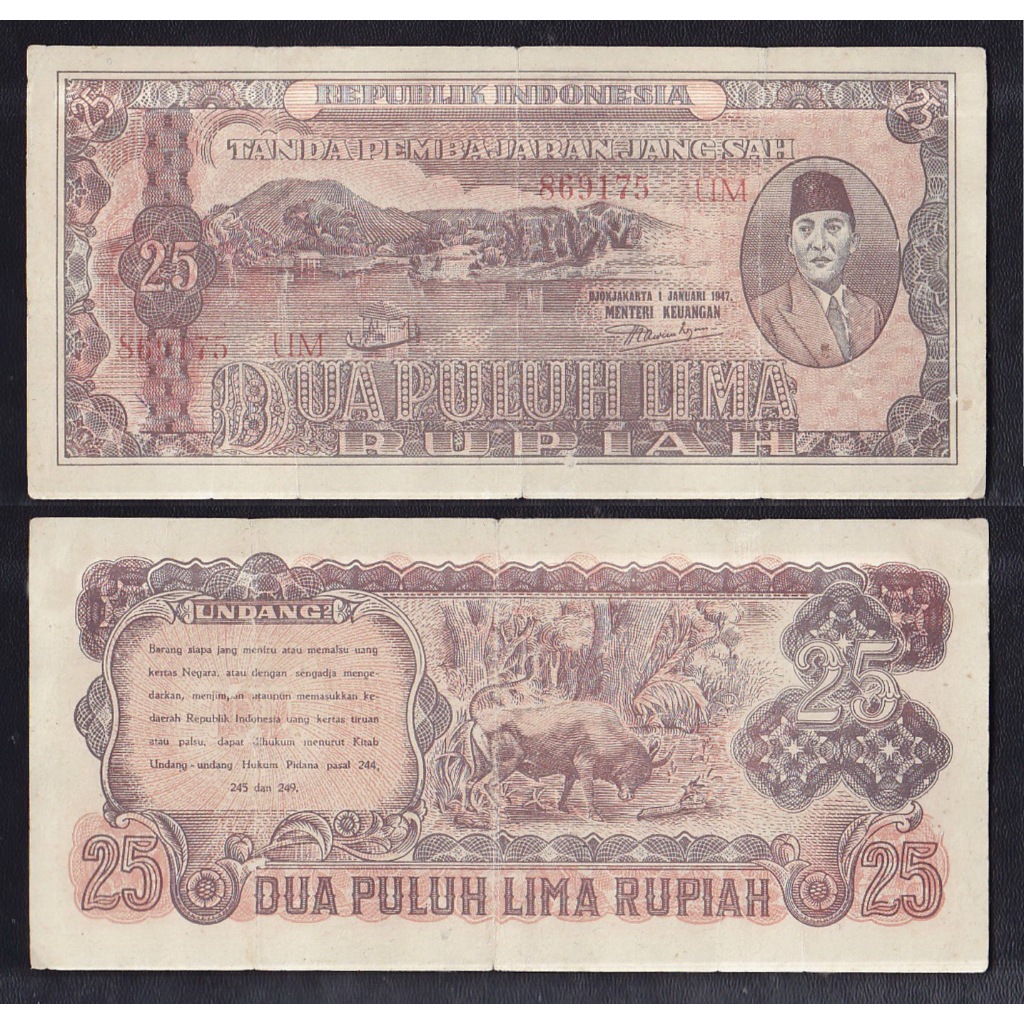 REPUBLIK INDONESIA
25
25
TANDA PEMBAJARAN JANG SAH
869175 UM
25
DJOKJAKARTA 1 JANUARI 1947.
MENTERI KEUANGAN
869175 UM
DUA PULUH LIMA
RUPIAH
UNDANG²
Barang siapa jang meniru atau memalsu uang
kertas Negara, atau dengan sengadja menge-
darkan, menjimpan ataupun memasukkan ke-
daerah Republik Indonesia uang kertas tiruan
atau palsu, dapat dihukum menurut Kitab
Undang-undang Hukum Pidana pasal 244,
245 dan 249.
25
25
DUA PULUH LIMA RUPIAH
25